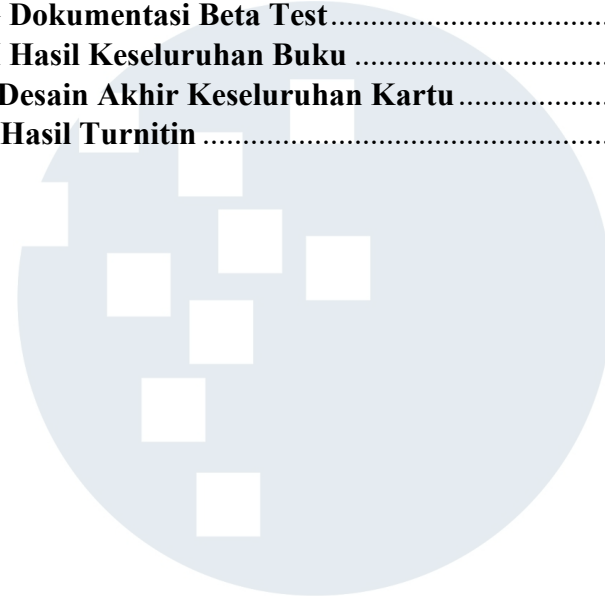 Dokumentasi Beta Test........................................
Hasil Keseluruhan Buku .....................................
Desain Akhir Keseluruhan Kartu......................
Hasil Turnitin ...........................................................